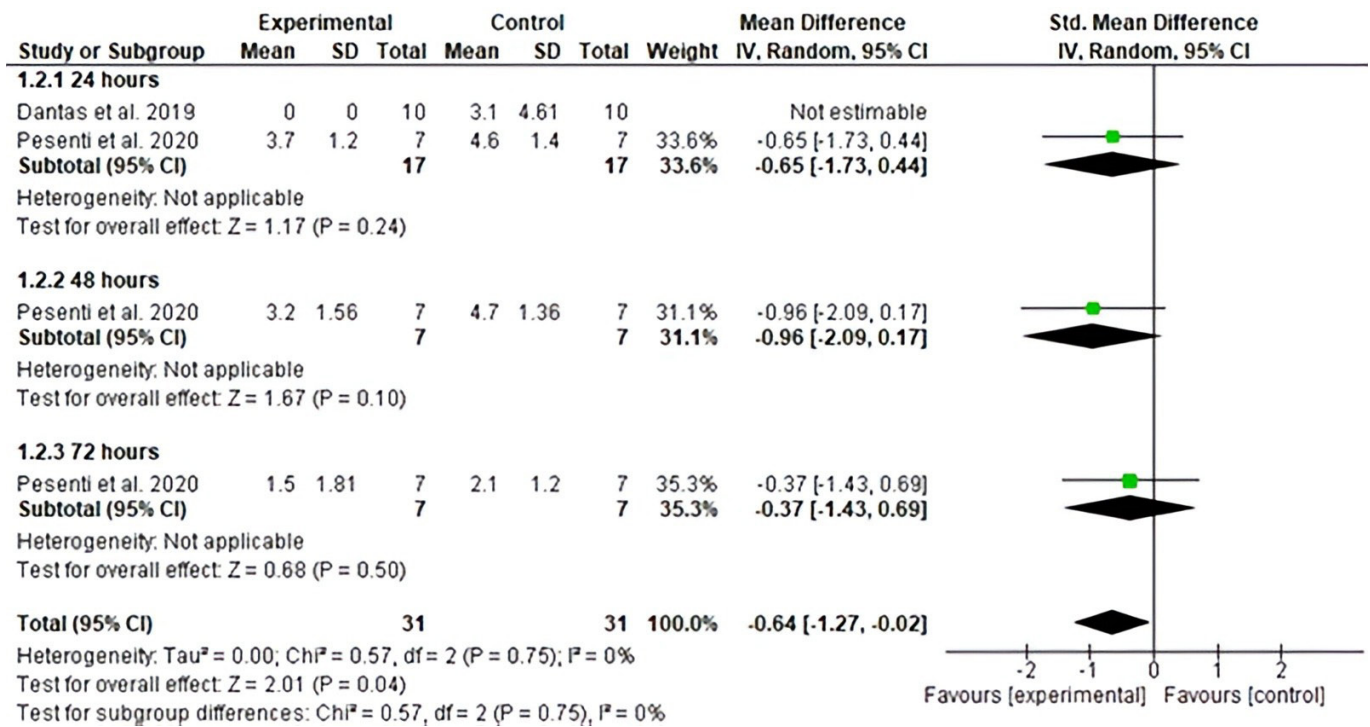 Experimental Control Mean Difference Std. Mean Difference
Study or Subgroup Mean SD Total Mean SD Total Weight IV, Random, 95% CI IV, Random, 95% CI
1.2.1 24 hours
Dantas et al. 2019 0 0 10 3.1 4.61 10 Not estimable
Pesenti et al. 2020 3.7 1.2 7 4.6 1.4 7 33.6% -0.65 [-1.73, 0.44]
Subtotal (95% CI) 17 17 33.6% -0.65 [-1.73, 0.44]
Heterogeneity: Not applicable
Test for overall effect: Z = 1.17 (P = 0.24)
1.2.2 48 hours
Pesenti et al. 2020 3.2 1.56 7 4.7 1.36 7 31.1% -0.96 [-2.09, 0.17]
Subtotal (95% CI) 7 7 31.1% -0.96 [-2.09, 0.17]
Heterogeneity: Not applicable
Test for overall effect: Z = 1.67 (P = 0.10)
1.2.3 72 hours
Pesenti et al. 2020 1.5 1.81 7 2.1 1.2 7 35.3% -0.37 [-1.43, 0.69]
Subtotal (95% CI) 7 7 35.3% -0.37 [-1.43, 0.69]
Heterogeneity: Not applicable
Test for overall effect: Z = 0.68 (P = 0.50)
Total (95% CI) 31 31 100.0% -0.64 [-1.27, -0.02]
Heterogeneity: Tau² = 0.00; Chi² = 0.57, df = 2 (P = 0.75); I² = 0%
Test for overall effect: Z = 2.01 (P = 0.04)
Test for subgroup differences: Chi² = 0.57, df = 2 (P = 0.75), I² = 0%
-2 -1 0 1 2
Favours [experimental] Favours [control]